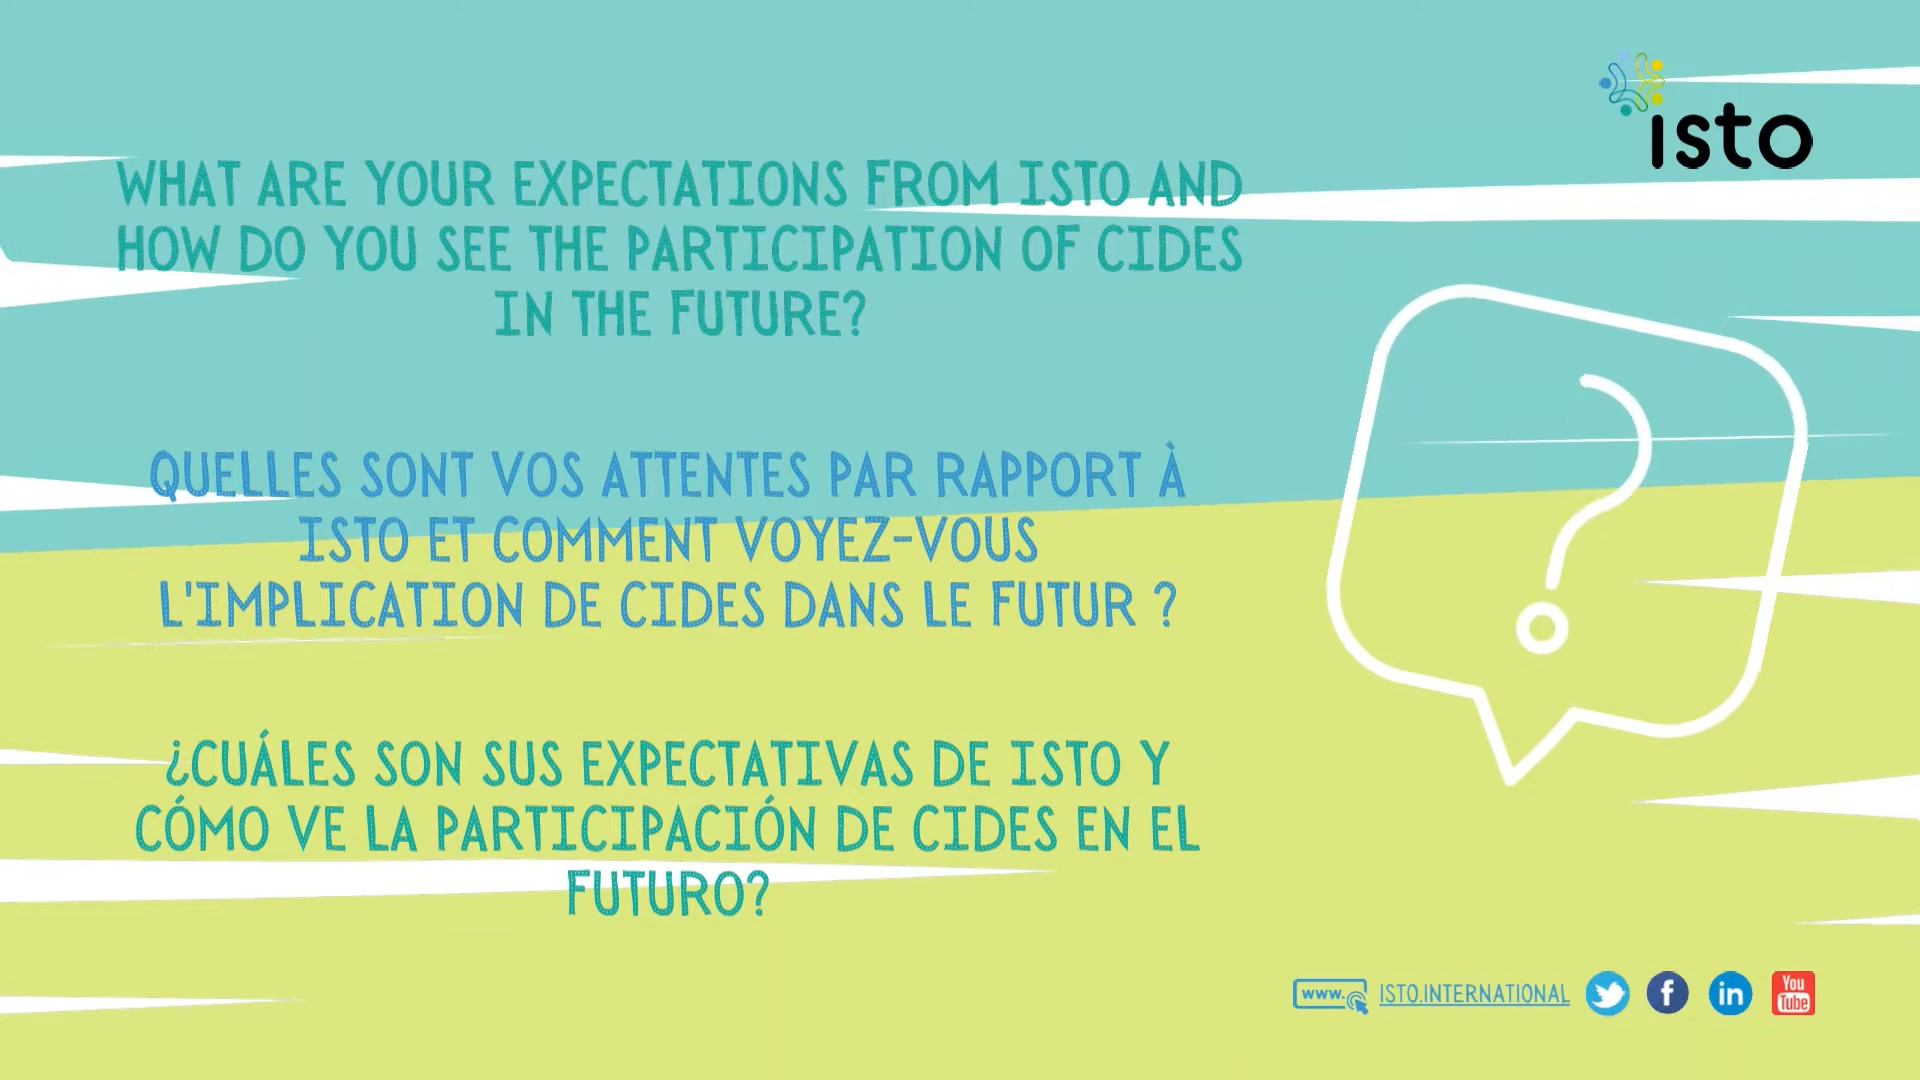 isto
WHAT ARE YOUR EXPECTATIONS FROM ISTO AND
HOW DO YOU SEE THE PARTICIPATION OF CIDES
IN THE FUTURE?
QUELLES SONT VOS ATTENTES PAR RAPPORT À
ISTO ET COMMENT VOYEZ-VOUS
L'IMPLICATION DE CIDES DANS LE FUTUR ?
¿CUÁLES SON SUS EXPECTATIVAS DE ISTO Y
CÓMO VE LA PARTICIPACIÓN DE CIDES EN EL
FUTURO?
www. ISTO.INTERNATIONAL f in You Tube